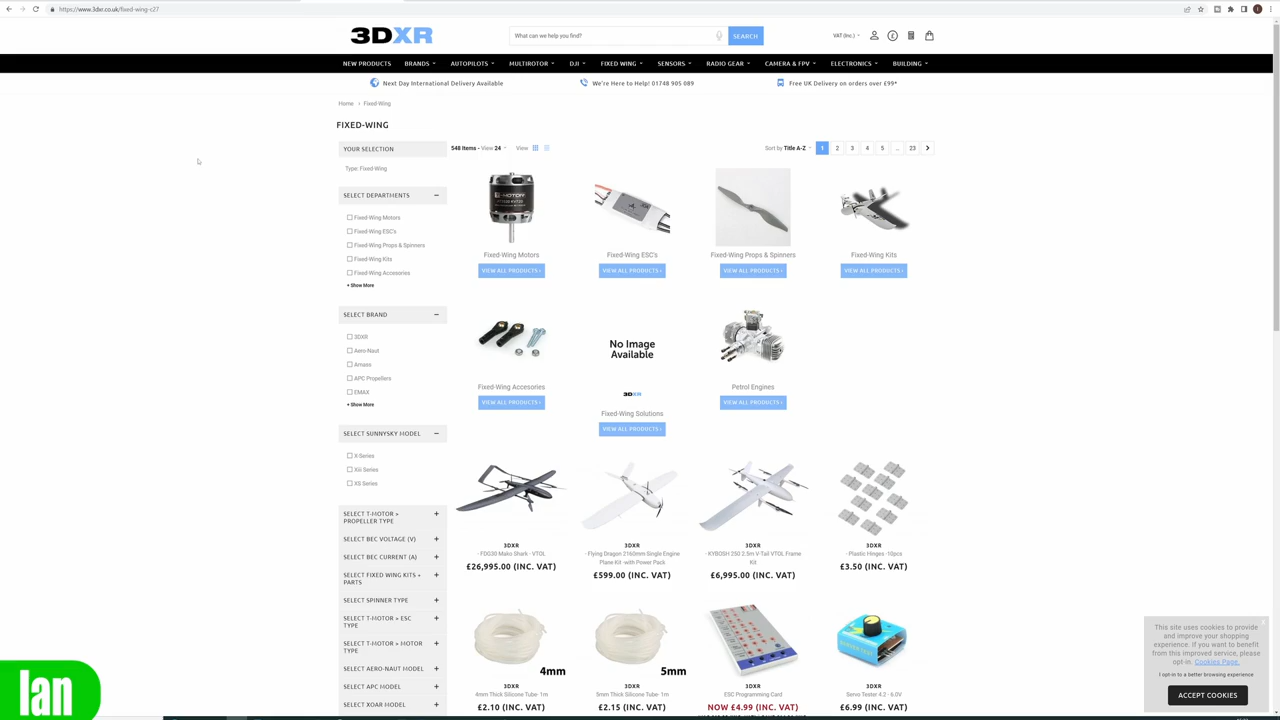 https://www.3dxr.co.uk/fixed-wing-c27
3DXR
What can we help you find?
SEARCH
VAT (Inc.)
NEW PRODUCTS BRANDS AUTOPILOTS MULTIROTOR DJI FIXED WING SENSORS RADIO GEAR CAMERA & FPV ELECTRONICS BUILDING
Next Day International Delivery Available
We're Here to Help! 01748 905 089
Free UK Delivery on orders over £99*
Home › Fixed-Wing
FIXED-WING
YOUR SELECTION
Type: Fixed-Wing
SELECT DEPARTMENTS
Fixed-Wing Motors
Fixed-Wing ESC's
Fixed-Wing Props & Spinners
Fixed-Wing Kits
Fixed-Wing Accesories
+ Show More
SELECT BRAND
3DXR
Aero-Naut
Amass
APC Propellers
EMAX
+ Show More
SELECT SUNNYSKY MODEL
X-Series
Xiii Series
XS Series
SELECT T-MOTOR >
PROPELLER TYPE
SELECT BEC VOLTAGE (V)
SELECT BEC CURRENT (A)
SELECT FIXED WING KITS +
PARTS
SELECT SPINNER TYPE
SELECT T-MOTOR > ESC
TYPE
SELECT T-MOTOR > MOTOR
TYPE
SELECT AERO-NAUT MODEL
SELECT APC MODEL
SELECT XOAR MODEL
548 Items - View 24
View
Sort by Title A-Z
1 2 3 4 5 ... 23
Fixed-Wing Motors
VIEW ALL PRODUCTS ›
Fixed-Wing ESC's
VIEW ALL PRODUCTS ›
Fixed-Wing Props & Spinners
VIEW ALL PRODUCTS ›
Fixed-Wing Kits
VIEW ALL PRODUCTS ›
Fixed-Wing Accesories
VIEW ALL PRODUCTS ›
No Image
Available
3DXR
Fixed-Wing Solutions
VIEW ALL PRODUCTS ›
Petrol Engines
VIEW ALL PRODUCTS ›
3DXR
- FDG30 Mako Shark - VTOL
£26,995.00 (INC. VAT)
3DXR
- Flying Dragon 2160mm Single Engine
Plane Kit -with Power Pack
£599.00 (INC. VAT)
3DXR
- KYBOSH 250 2.5m V-Tail VTOL Frame
Kit
£6,995.00 (INC. VAT)
3DXR
- Plastic Hinges -10pcs
£3.50 (INC. VAT)
4mm
3DXR
4mm Thick Silicone Tube- 1m
£2.10 (INC. VAT)
5mm
3DXR
5mm Thick Silicone Tube- 1m
£2.15 (INC. VAT)
3DXR
ESC Programming Card
NOW £4.99 (INC. VAT)
3DXR
Servo Tester 4.2 - 6.0V
£6.99 (INC. VAT)
This site uses cookies to provide
and improve your shopping
experience. If you want to benefit
from this improved service, please
opt-in. Cookies Page.
I opt-in to a better browsing experience
ACCEPT COOKIES
Ian